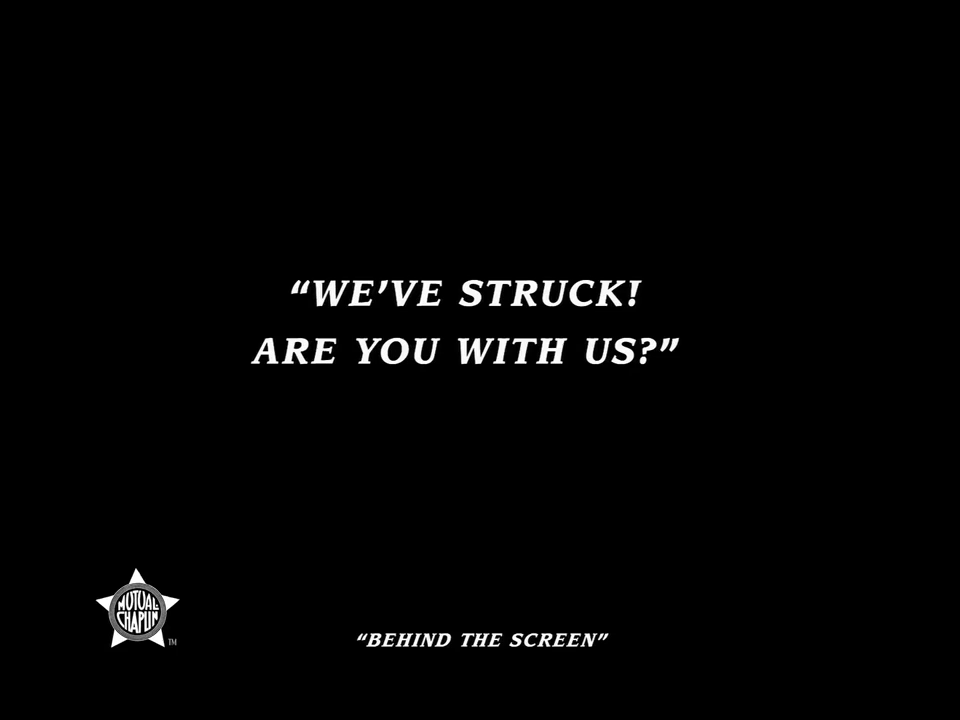 “WE’VE STRUCK!
ARE YOU WITH US?”
MUTUAL
CHAPLIN
TM
“BEHIND THE SCREEN”